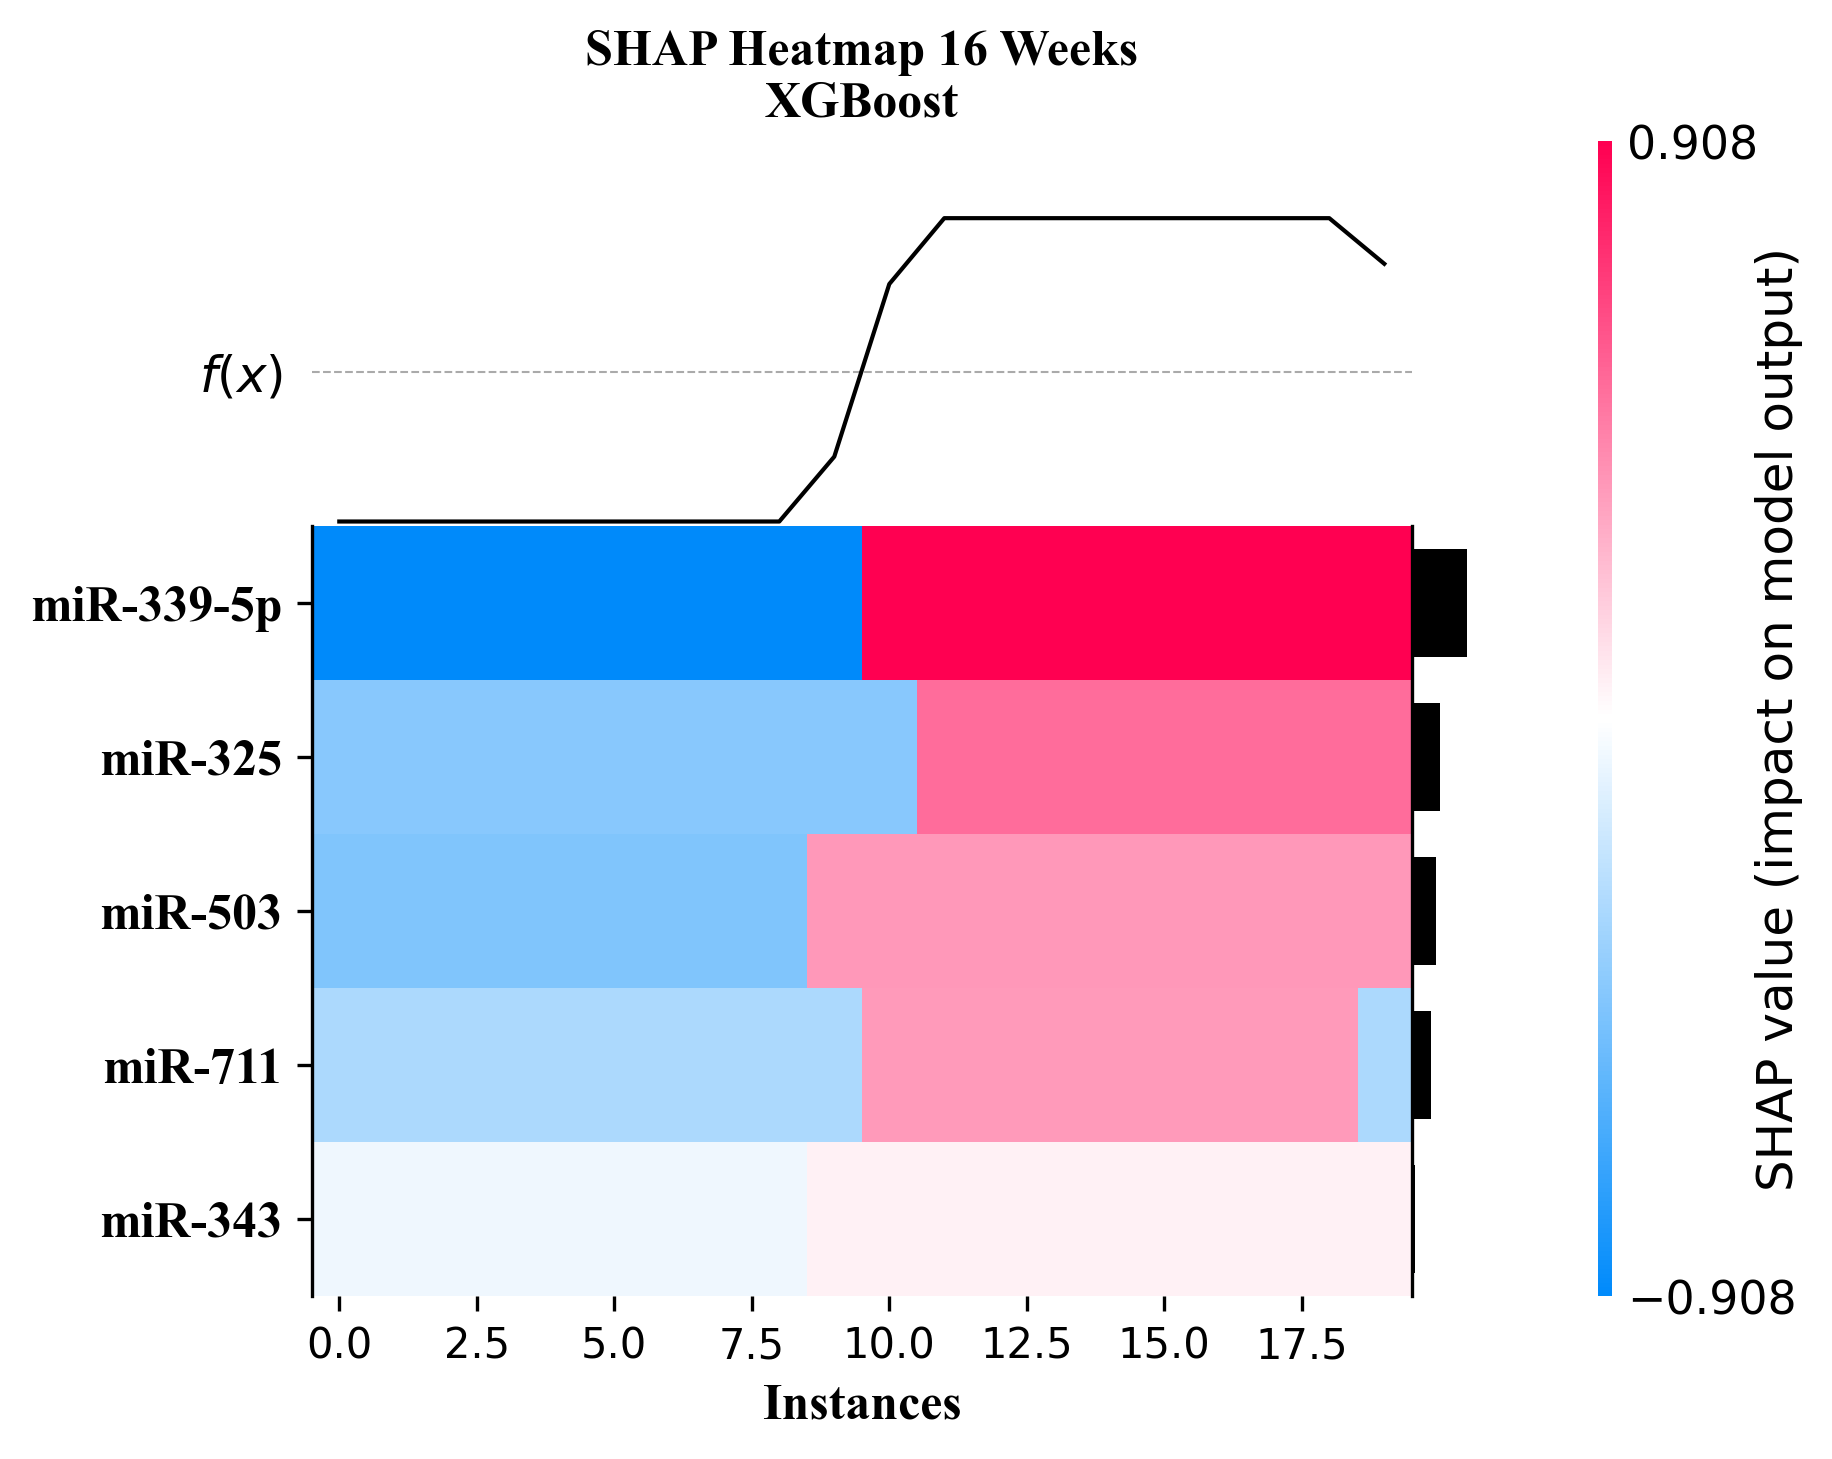 SHAP Heatmap 16 Weeks
XGBoost
0.908
f(x)
miR-339-5p
miR-325
miR-503
miR-711
miR-343
SHAP value (impact on model output)
−0.908
0.0 2.5 5.0 7.5 10.0 12.5 15.0 17.5
Instances